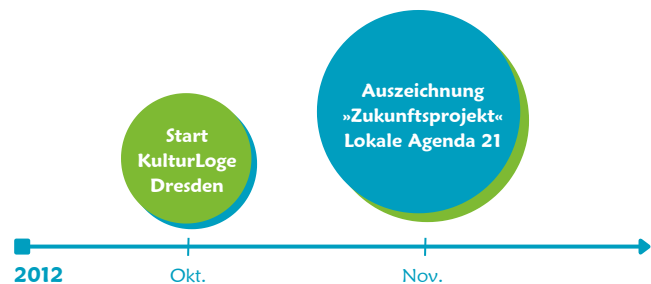 Start
KulturLoge
Dresden
Auszeichnung
»Zukunftsprojekt«
Lokale Agenda 21
2012
Okt.
Nov.